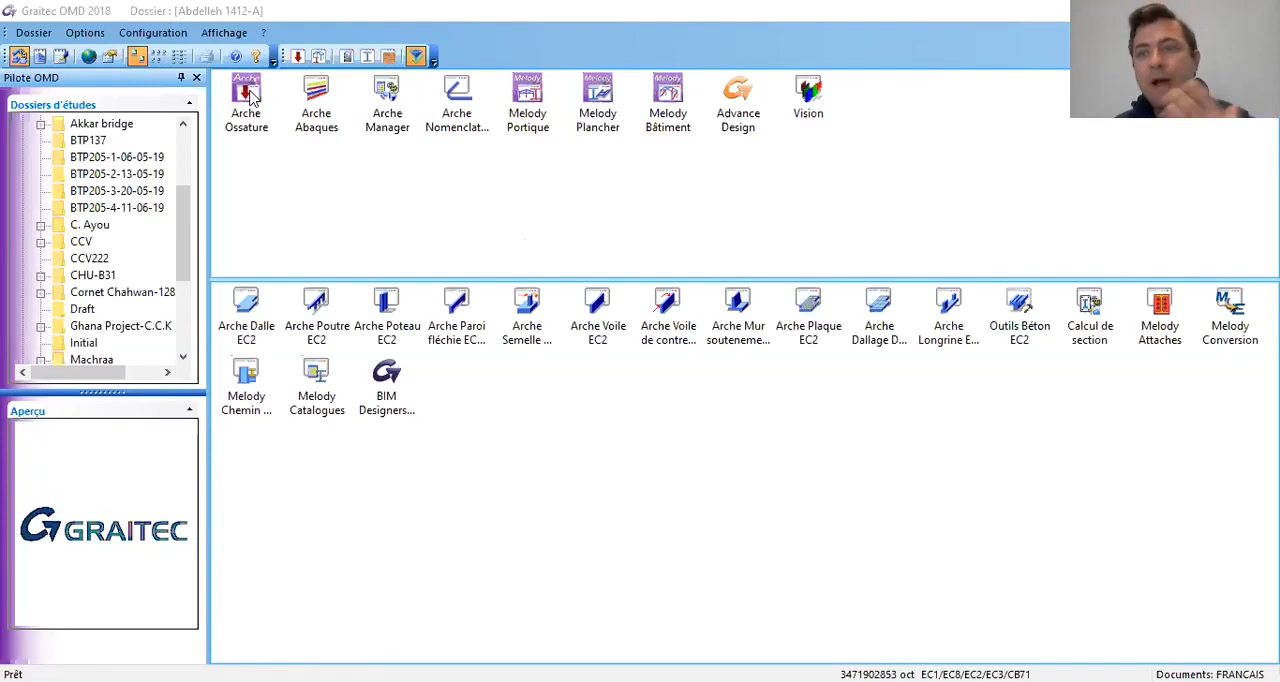 Graitec OMD 2018 Dossier : [Abdelleh 1412-A]
Dossier Options Configuration Affichage ?
Pilote OMD
Dossiers d'études
Akkar bridge
BTP137
BTP205-1-06-05-19
BTP205-2-13-05-19
BTP205-3-20-05-19
BTP205-4-11-06-19
C. Ayou
CCV
CCV222
CHU-B31
Cornet Chahwan-128
Draft
Ghana Project-C.C.K
Initial
Machraa
Aperçu
GRAITEC
Arche
Arche Arche Arche Arche Melody Melody Melody Advance Vision
Ossature Abaques Manager Nomenclat... Portique Plancher Bâtiment Design
Arche Dalle Arche Poutre Arche Poteau Arche Paroi Arche Arche Voile Arche Voile Arche Mur Arche Plaque Arche Arche Outils Béton Calcul de Melody Melody
EC2 EC2 EC2 fléchie EC... Semelle ... EC2 de contre... souteneme... EC2 Dallage D... Longrine E... EC2 section Attaches Conversion
Melody Melody BIM
Chemin ... Catalogues Designers...
Prêt 3471902853 oct EC1/EC8/EC2/EC3/CB71 Documents: FRANCAIS